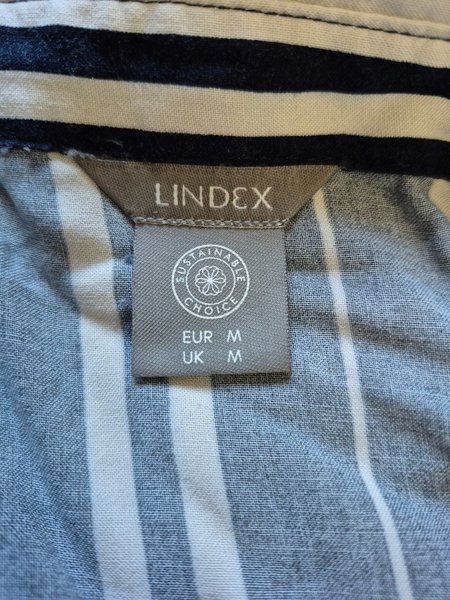 LINDEX
SUSTAINABLE
CHOICE
EUR M
UK M